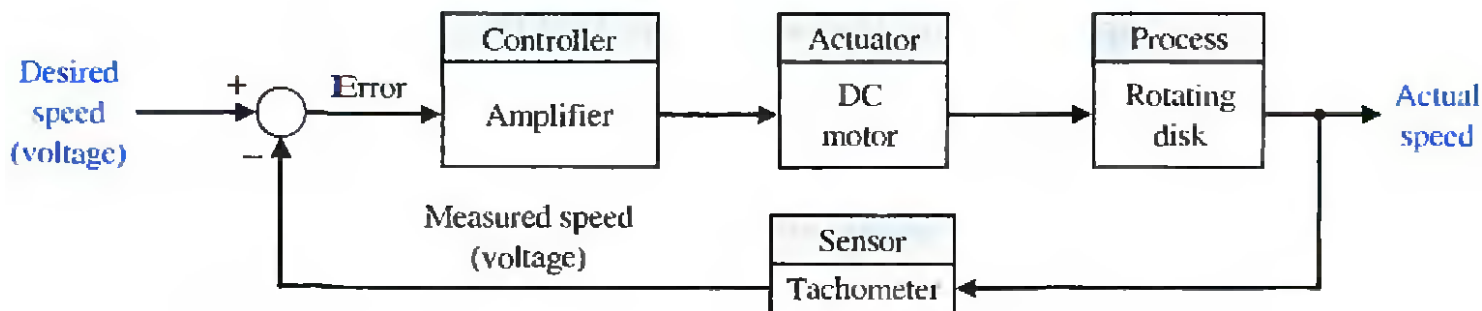 Desired
speed
(voltage)
+
−
Error
Controller
Amplifier
Actuator
DC
motor
Process
Rotating
disk
Actual
speed
Measured speed
(voltage)
Sensor
Tachometer